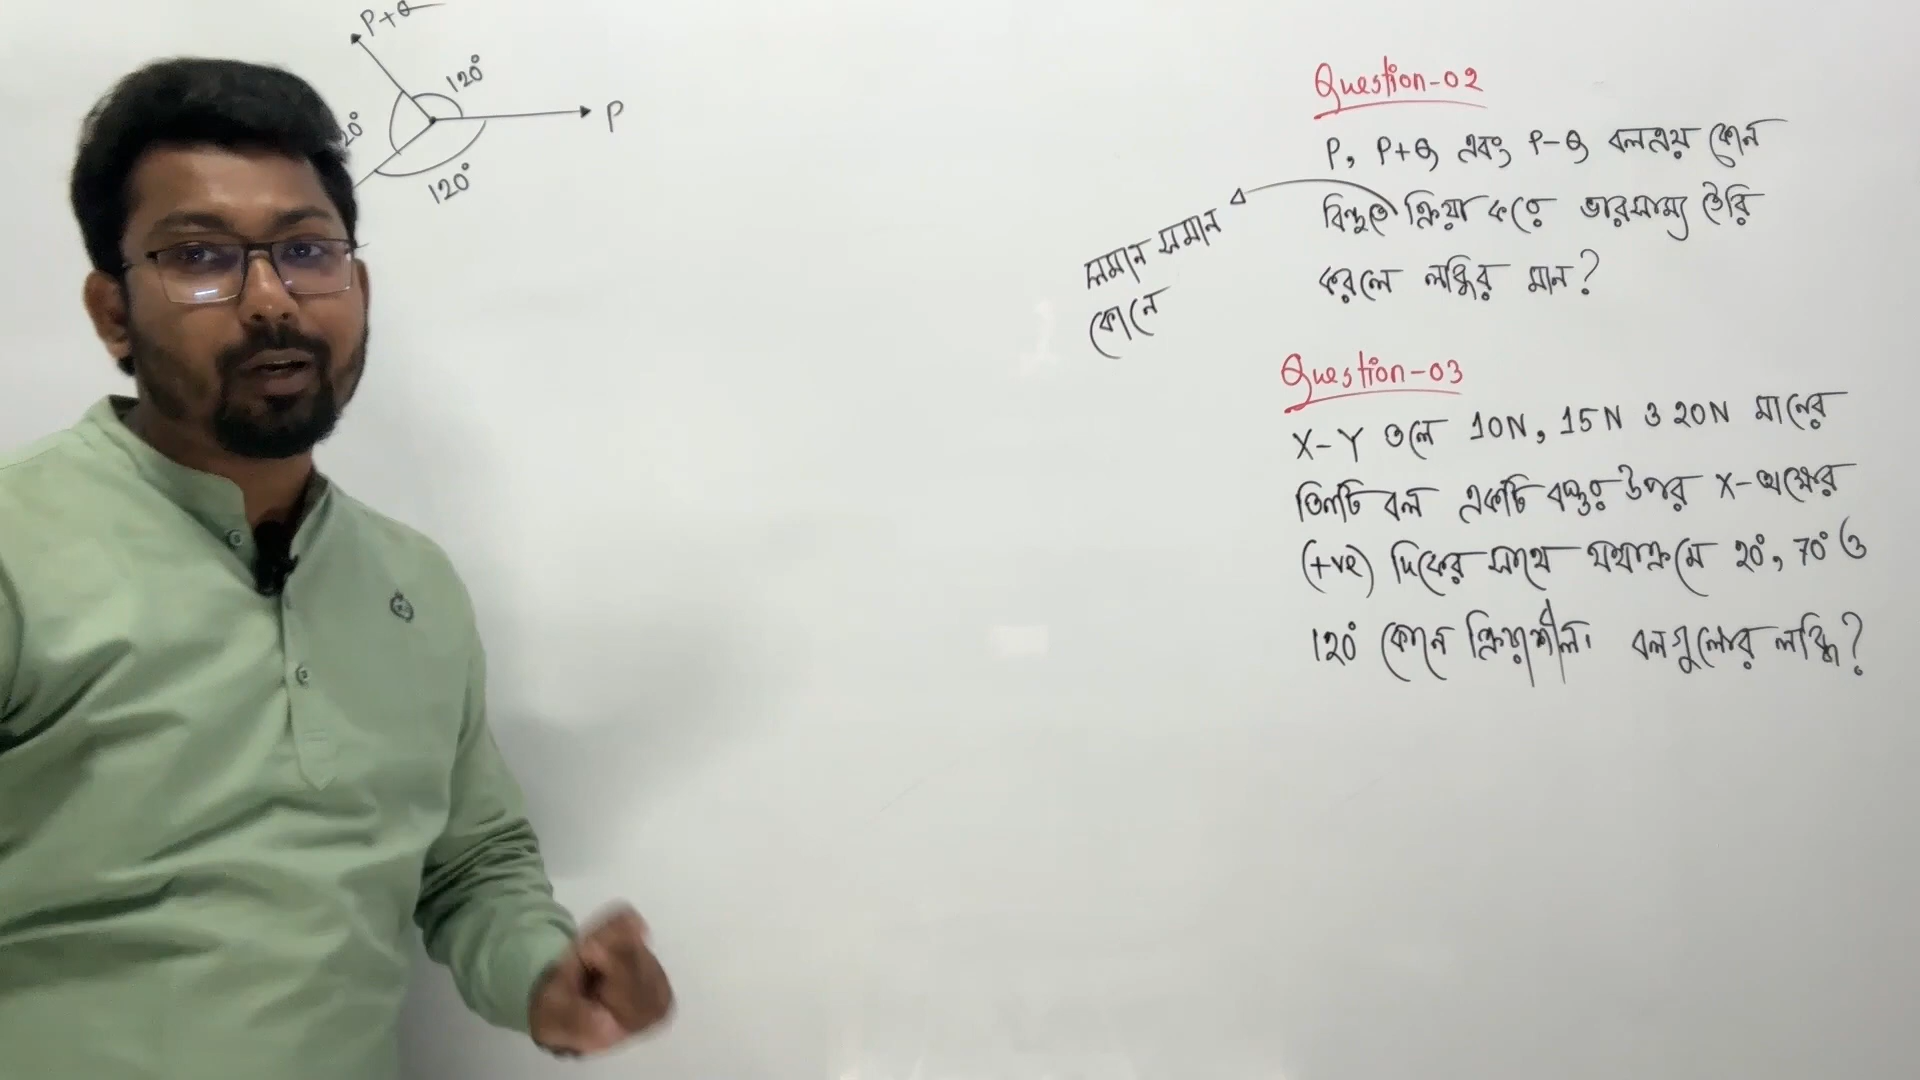 P+Q
120°
P
20°
120°
Question-02
P, P+Q এবং P-Q বলত্রয় কোন
বিন্দুতে ক্রিয়া করে ভারসাম্য তৈরি
করলে লব্ধির মান?
সমান সমান
কোনে
Question-03
X-Y তলে 10N, 15N ও 20N মানের
তিনটি বল একটি বস্তুর উপর X-অক্ষের
(+ve) দিকের সাথে যথাক্রমে 20°, 70° ও
120° কোনে ক্রিয়াশীল। বলগুলোর লব্ধি?